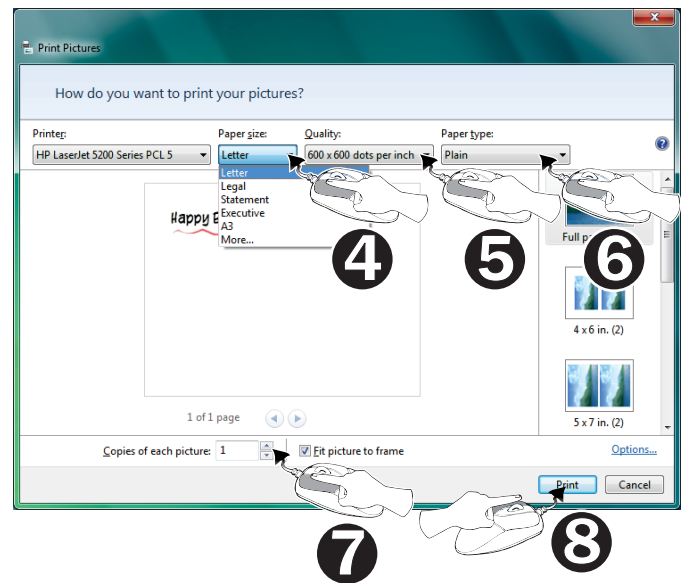 Print Pictures
How do you want to print your pictures?
Printer: Paper size: Quality: Paper type:
HP LaserJet 5200 Series PCL 5 Letter 600 x 600 dots per inch Plain
Letter
Legal
Statement
Executive
A3
More...
Happy
4 5 6
Full
4 x 6 in. (2)
5 x 7 in. (2)
1 of 1 page
Copies of each picture: 1 Fit picture to frame Options...
Print Cancel
7 8